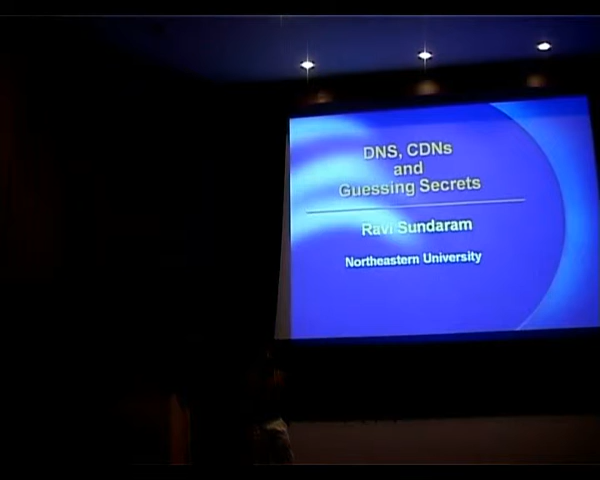 DNS, CDNs
and
Guessing Secrets
Ravi Sundaram
Northeastern University